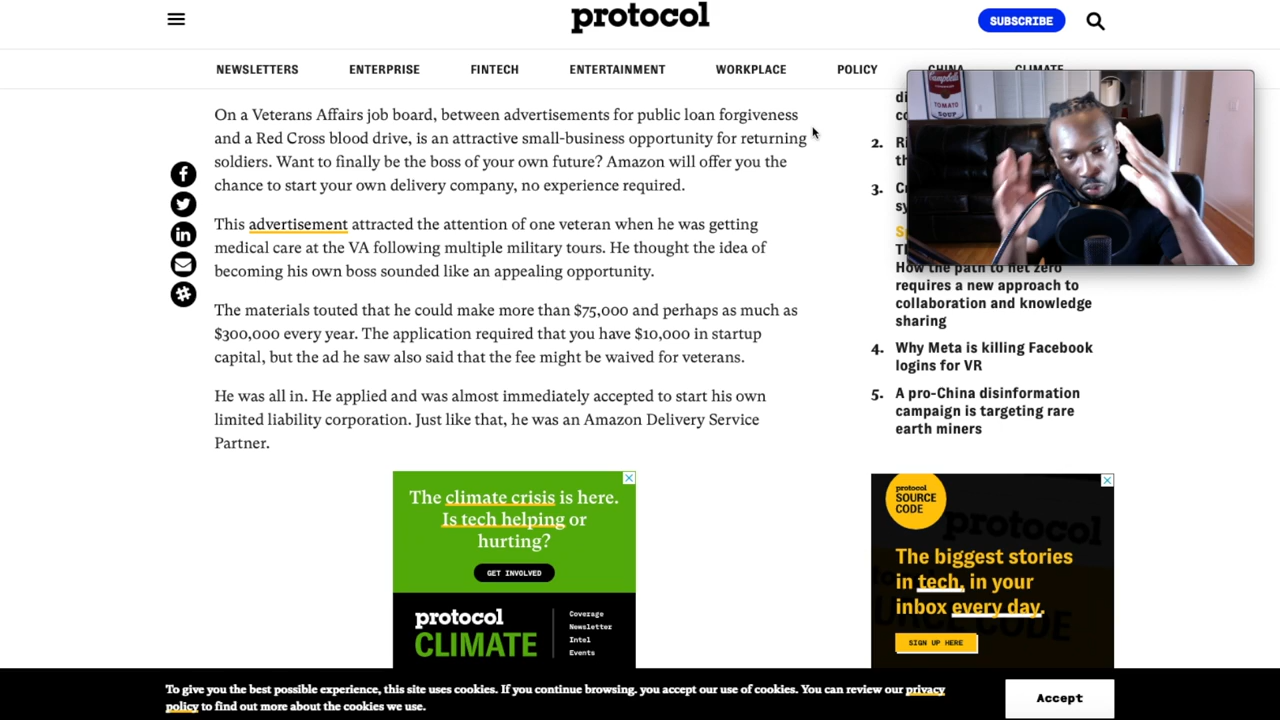 protocol
SUBSCRIBE
NEWSLETTERS
ENTERPRISE
FINTECH
ENTERTAINMENT
WORKPLACE
POLICY
CHINA
CLIMATE
On a Veterans Affairs job board, between advertisements for public loan forgiveness
and a Red Cross blood drive, is an attractive small-business opportunity for returning
soldiers. Want to finally be the boss of your own future? Amazon will offer you the
chance to start your own delivery company, no experience required.
This advertisement attracted the attention of one veteran when he was getting
medical care at the VA following multiple military tours. He thought the idea of
becoming his own boss sounded like an appealing opportunity.
The materials touted that he could make more than $75,000 and perhaps as much as
$300,000 every year. The application required that you have $10,000 in startup
capital, but the ad he saw also said that the fee might be waived for veterans.
He was all in. He applied and was almost immediately accepted to start his own
limited liability corporation. Just like that, he was an Amazon Delivery Service
Partner.
2.
3.
How the path to net zero
requires a new approach to
collaboration and knowledge
sharing
4. Why Meta is killing Facebook
logins for VR
5. A pro-China disinformation
campaign is targeting rare
earth miners
Campbell's
TOMATO
SOUP
The climate crisis is here.
Is tech helping or
hurting?
GET INVOLVED
protocol
CLIMATE
Coverage
Newsletter
Intel
Events
protocol
SOURCE
CODE
protocol
The biggest stories
in tech, in your
inbox every day.
SIGN UP HERE
To give you the best possible experience, this site uses cookies. If you continue browsing. you accept our use of cookies. You can review our privacy
policy to find out more about the cookies we use.
Accept